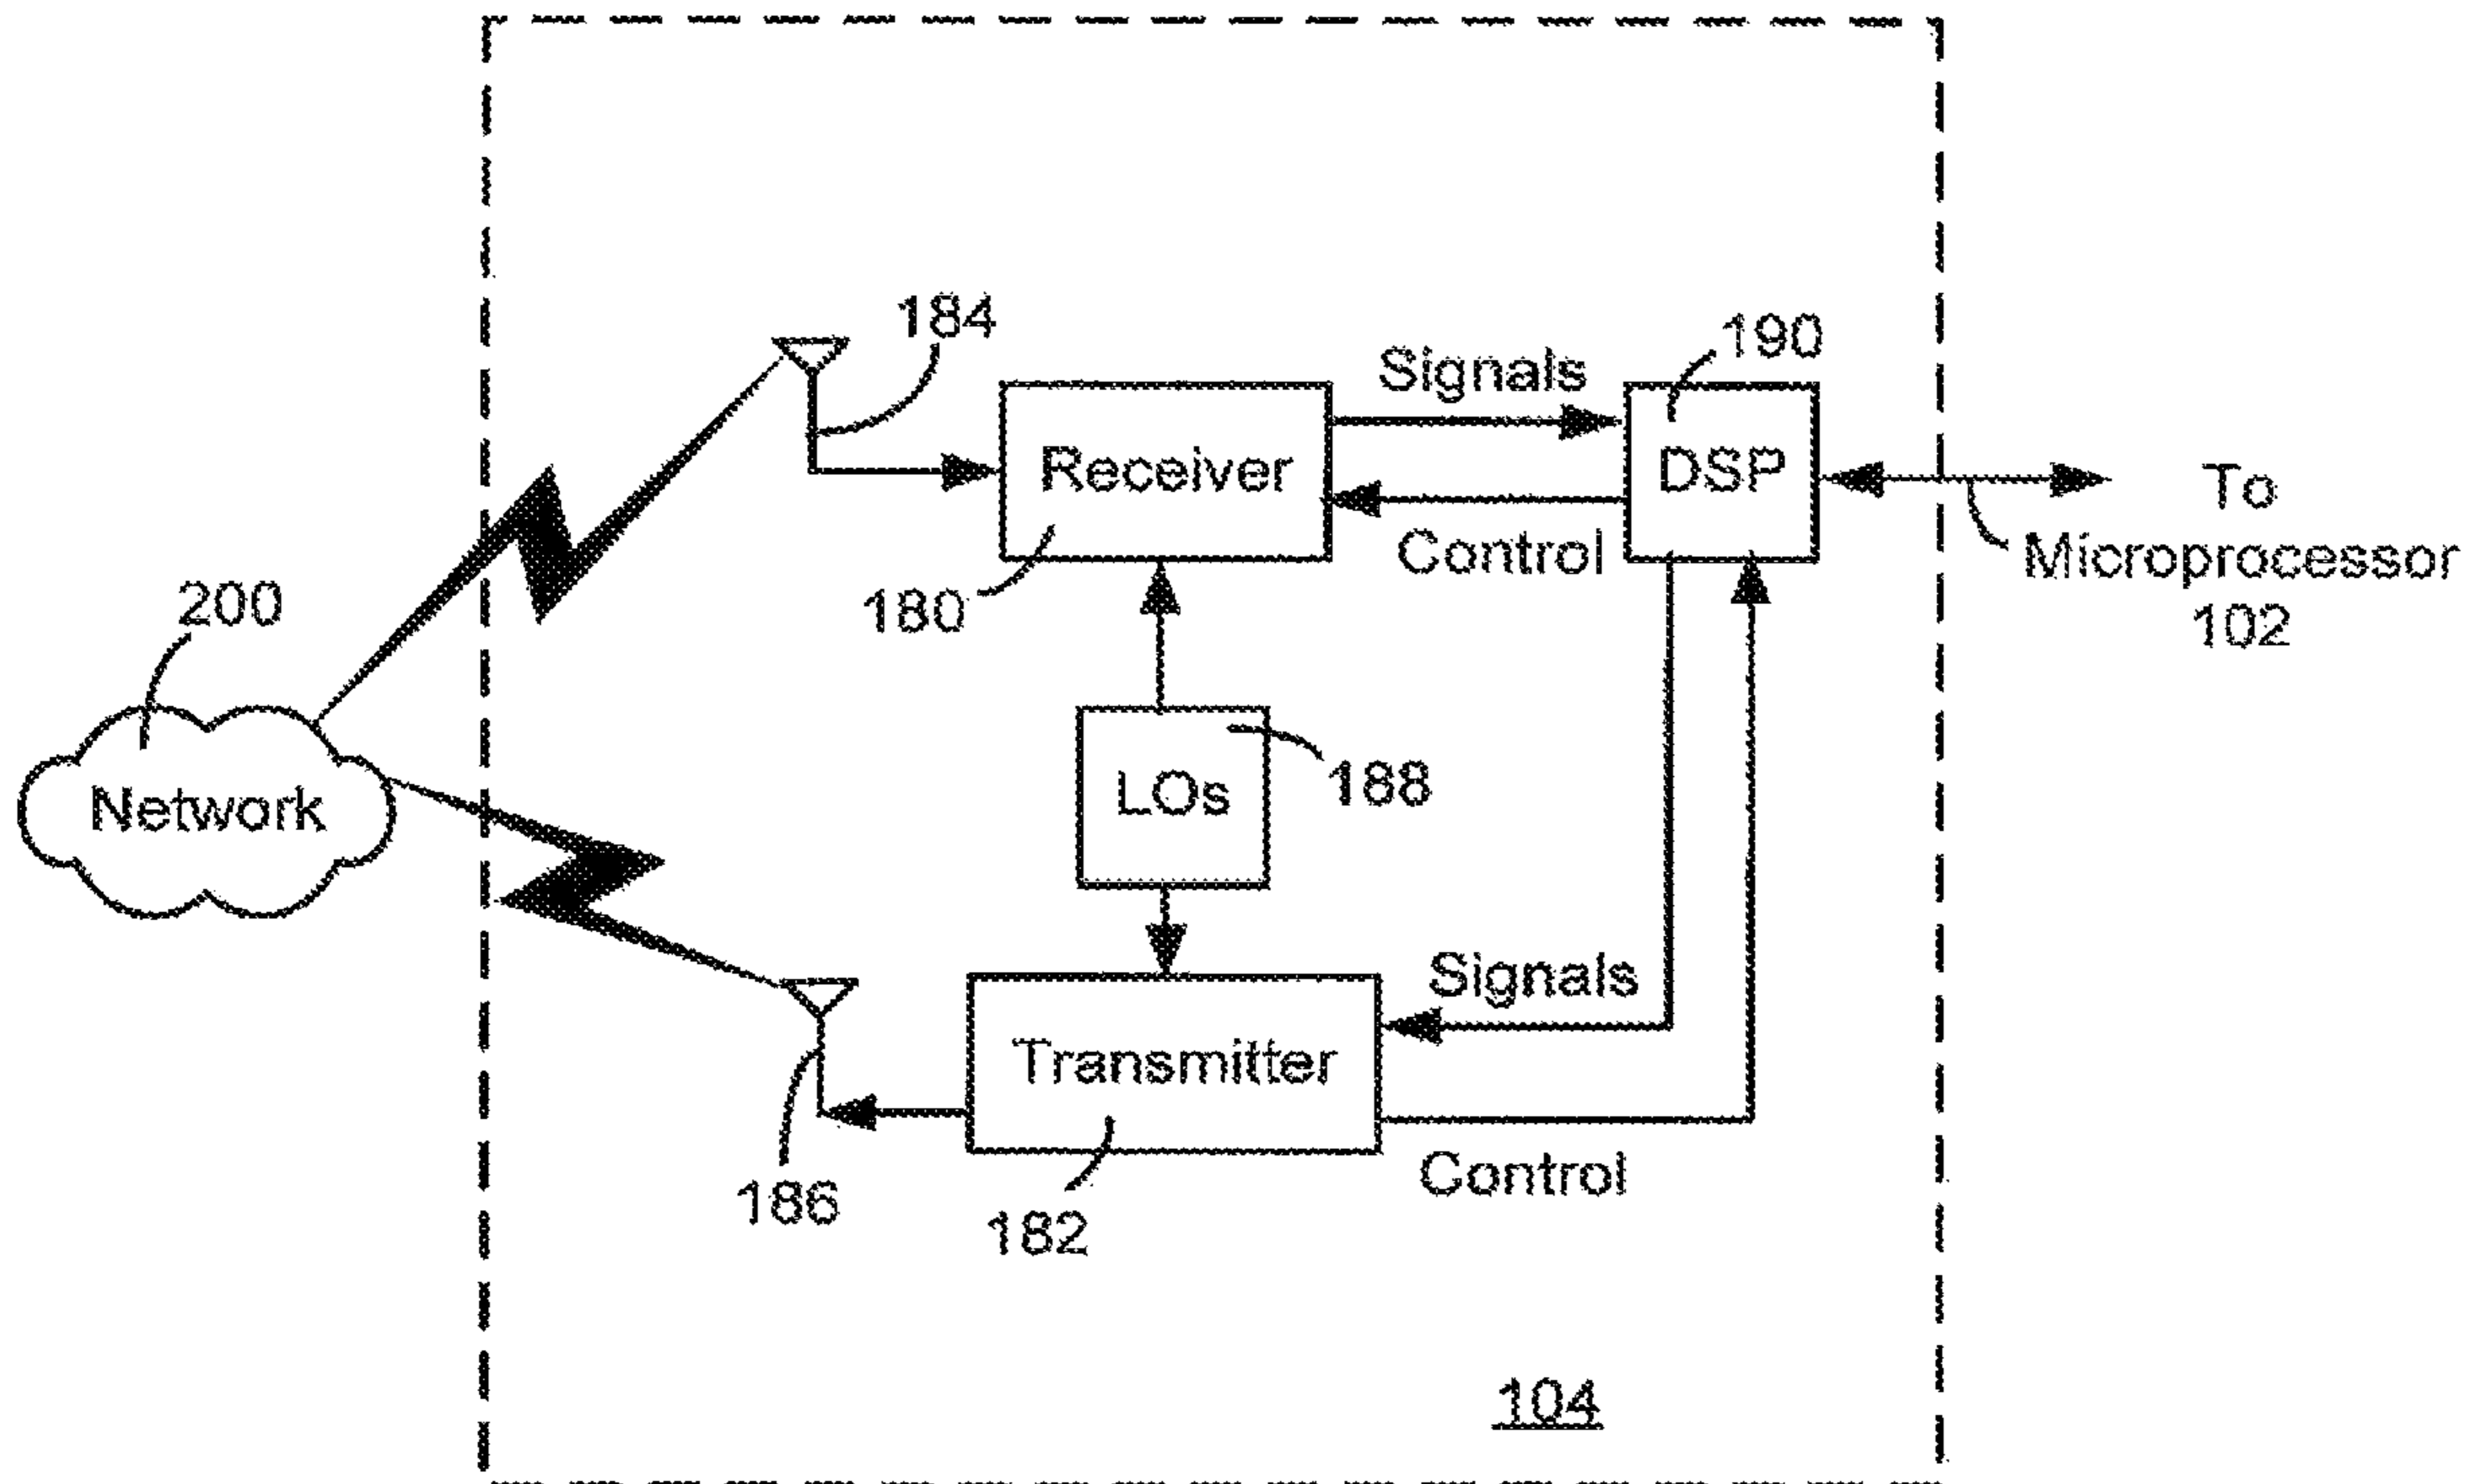 184
190
Signals
Receiver
DSP
To
Control
Microprocessor
180
102
200
LOs
188
Network
Signals
Transmitter
Control
186
182
104